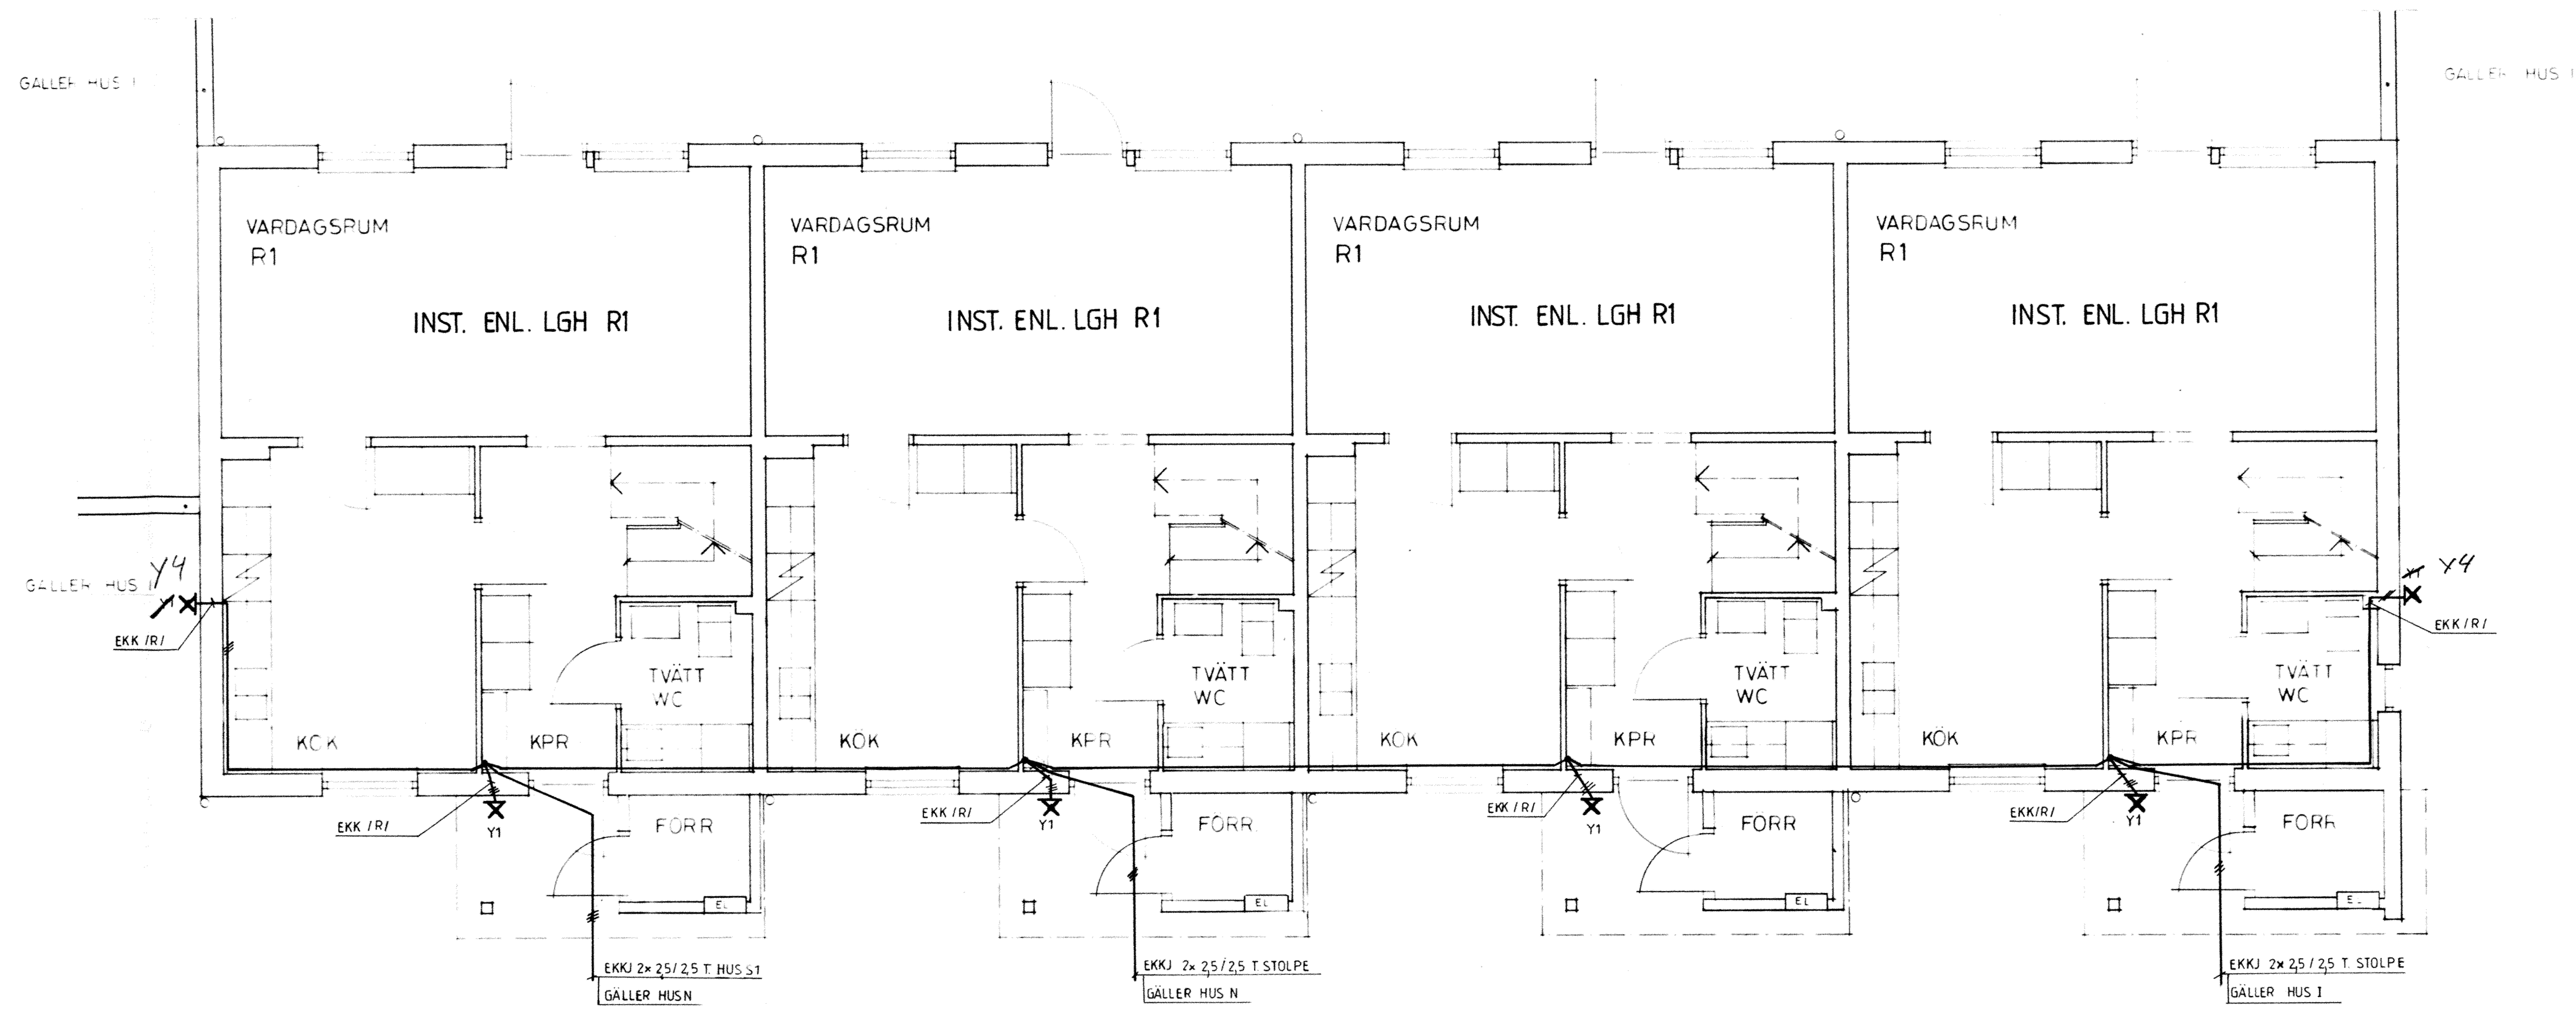 GÄLLER HUS I
GÄLLER HUS I
VARDAGSRUM
R1
VARDAGSRUM
R1
VARDAGSRUM
R1
VARDAGSRUM
R1
INST. ENL. LGH R1
INST. ENL. LGH R1
INST. ENL. LGH R1
INST. ENL. LGH R1
Y4
GÄLLER HUS I
EKK /R/
Y4
EKK /R/
TVÄTT
WC
TVÄTT
WC
TVÄTT
WC
TVÄTT
WC
KÖK
KPR
KÖK
KPR
KÖK
KPR
KÖK
KPR
EKK /R/
Y1
FÖRR
EKK /R/
Y1
FÖRR
EKK /R/
Y1
FÖRR
EKK/R/
Y1
FÖRR
EL
EL
EL
EL
EKKJ 2x 2,5/2,5 T. HUS S1
GÄLLER HUS N
EKKJ 2x 2,5/2,5 T. STOLPE
GÄLLER HUS N
EKKJ 2x 2,5/2,5 T. STOLPE
GÄLLER HUS I